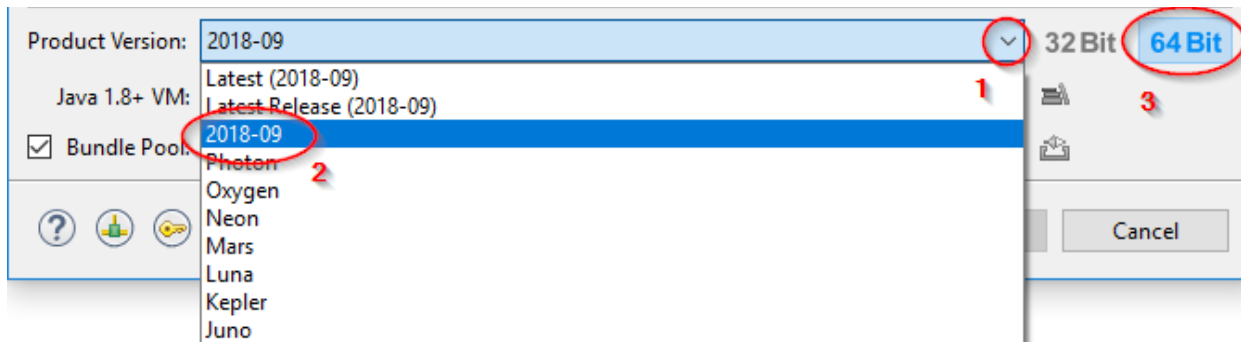 Product Version: 2018-09 32 Bit 64 Bit
1
Latest (2018-09)
Java 1.8+ VM: Latest Release (2018-09) 3
Bundle Pool: 2018-09
2
Photon
Oxygen
Neon
Mars
Cancel
Luna
Kepler
Juno